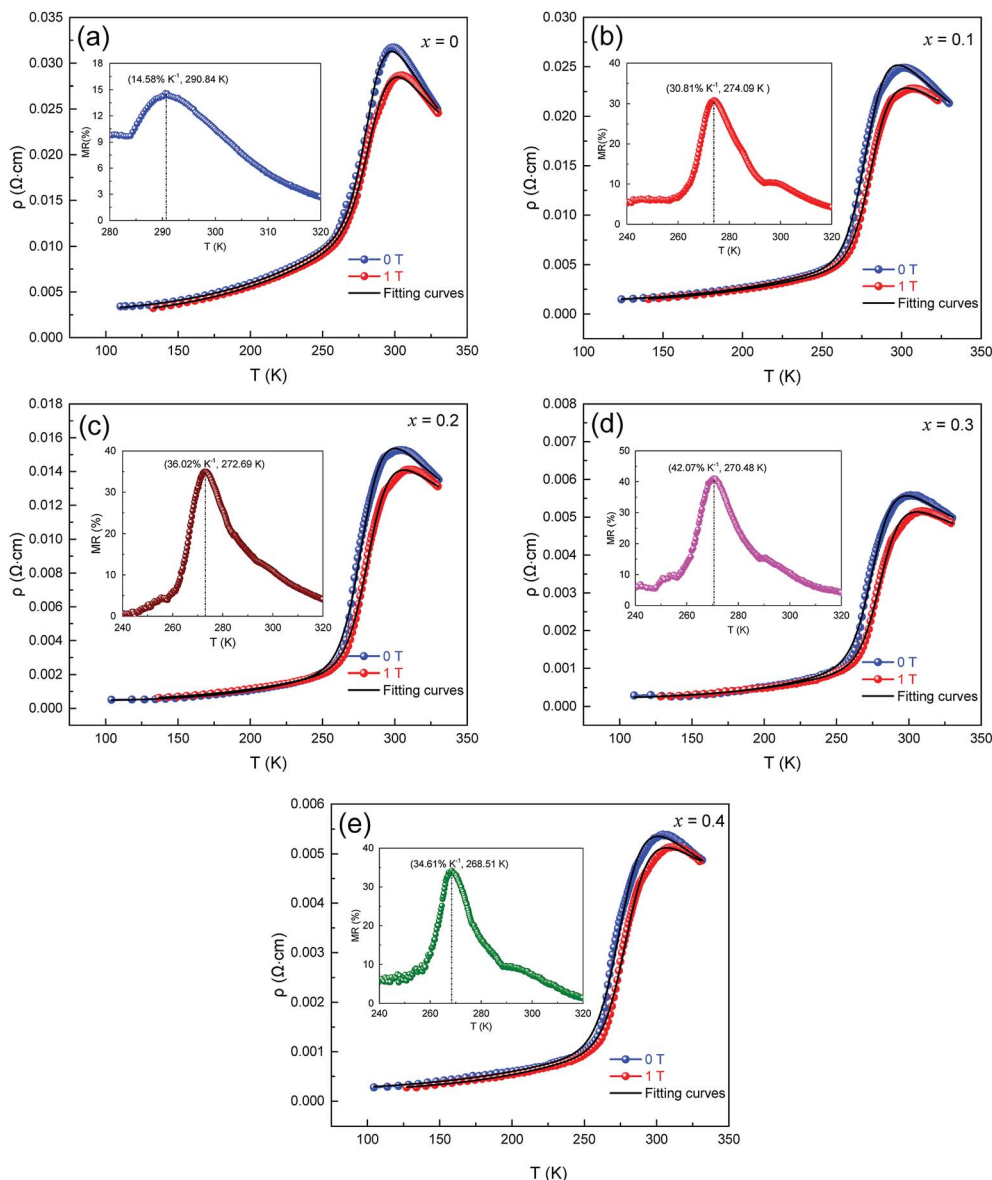 (a)
x = 0
(14.58% K⁻¹, 290.84 K)
MR(%)
18
15
12
9
6
3
0
280 290 300 310 320
T (K)
ρ (Ω·cm)
0.035
0.030
0.025
0.020
0.015
0.010
0.005
0.000
0 T
1 T
Fitting curves
100 150 200 250 300 350
T (K)
(b)
x = 0.1
(30.81% K⁻¹, 274.09 K )
MR(%)
40
30
20
10
0
240 260 280 300 320
T (K)
ρ (Ω·cm)
0.030
0.025
0.020
0.015
0.010
0.005
0.000
0 T
1 T
Fitting curves
100 150 200 250 300 350
T (K)
(c)
x = 0.2
(36.02% K⁻¹, 272.69 K)
MR (%)
40
30
20
10
0
240 260 280 300 320
T (K)
ρ (Ω·cm)
0.018
0.016
0.014
0.012
0.010
0.008
0.006
0.004
0.002
0.000
0 T
1 T
Fitting curves
100 150 200 250 300 350
T (K)
(d)
x = 0.3
(42.07% K⁻¹, 270.48 K)
MR (%)
50
40
30
20
10
0
240 260 280 300 320
T (K)
ρ (Ω·cm)
0.008
0.007
0.006
0.005
0.004
0.003
0.002
0.001
0.000
0 T
1 T
Fitting curves
100 150 200 250 300 350
T (K)
(e)
x = 0.4
(34.61% K⁻¹, 268.51 K)
MR (%)
40
30
20
10
0
240 260 280 300 320
T (K)
ρ (Ω·cm)
0.006
0.005
0.004
0.003
0.002
0.001
0.000
0 T
1 T
Fitting curves
100 150 200 250 300 350
T (K)